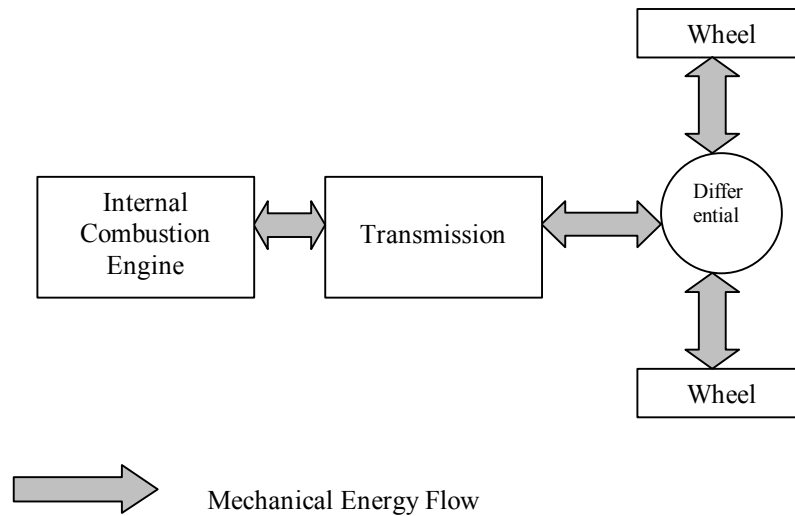 Wheel
Internal
Combustion
Engine
Transmission
Differ
ential
Wheel
Mechanical Energy Flow